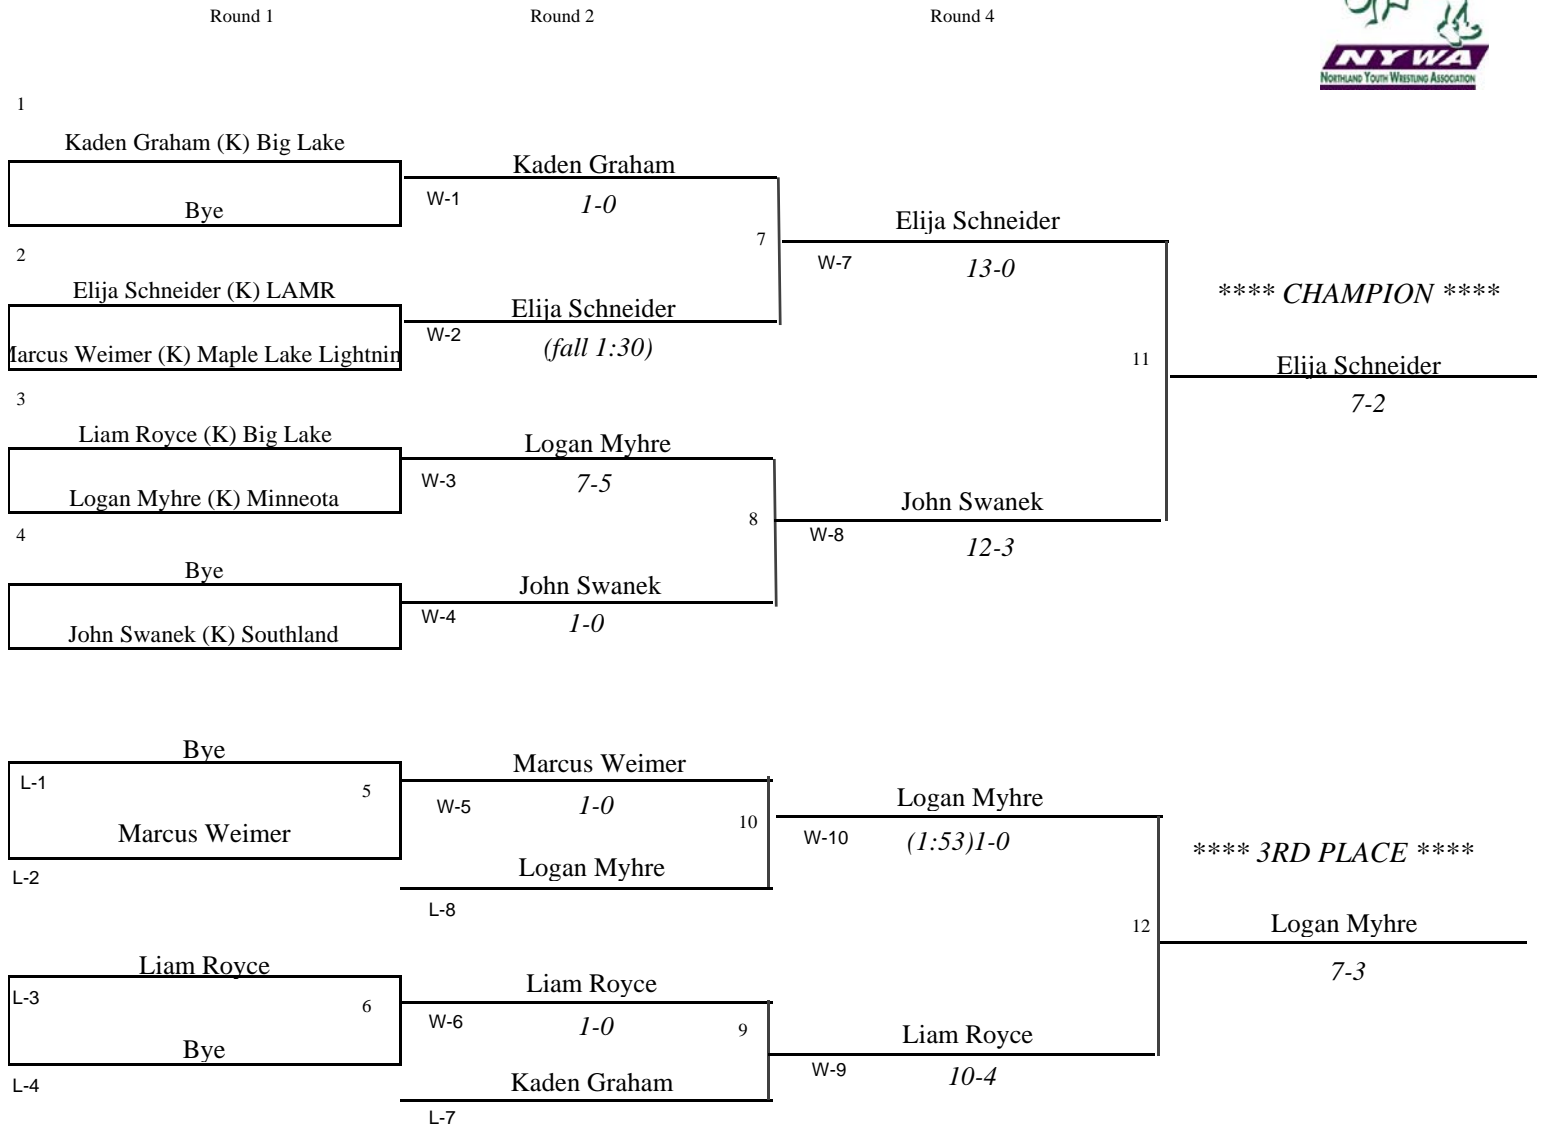 Round 1 Round 2 Round 4
NYWA
NORTHLAND YOUTH WRESTLING ASSOCIATION
1
Kaden Graham (K) Big Lake
Bye
W-1
Kaden Graham
1-0
2
Elija Schneider (K) LAMR
Marcus Weimer (K) Maple Lake Lightnin
W-2
Elija Schneider
(fall 1:30)
7
W-7
Elija Schneider
13-0
3
Liam Royce (K) Big Lake
Logan Myhre (K) Minneota
W-3
Logan Myhre
7-5
4
Bye
John Swanek (K) Southland
W-4
John Swanek
1-0
8
W-8
John Swanek
12-3
11
**** CHAMPION ****
Elija Schneider
7-2
Bye
L-1
5
Marcus Weimer
L-2
Marcus Weimer
W-5
1-0
10
Logan Myhre
L-8
Logan Myhre
W-10
(1:53)1-0
Liam Royce
L-3
6
Bye
L-4
Liam Royce
W-6
1-0
9
Kaden Graham
L-7
Liam Royce
W-9
10-4
12
**** 3RD PLACE ****
Logan Myhre
7-3